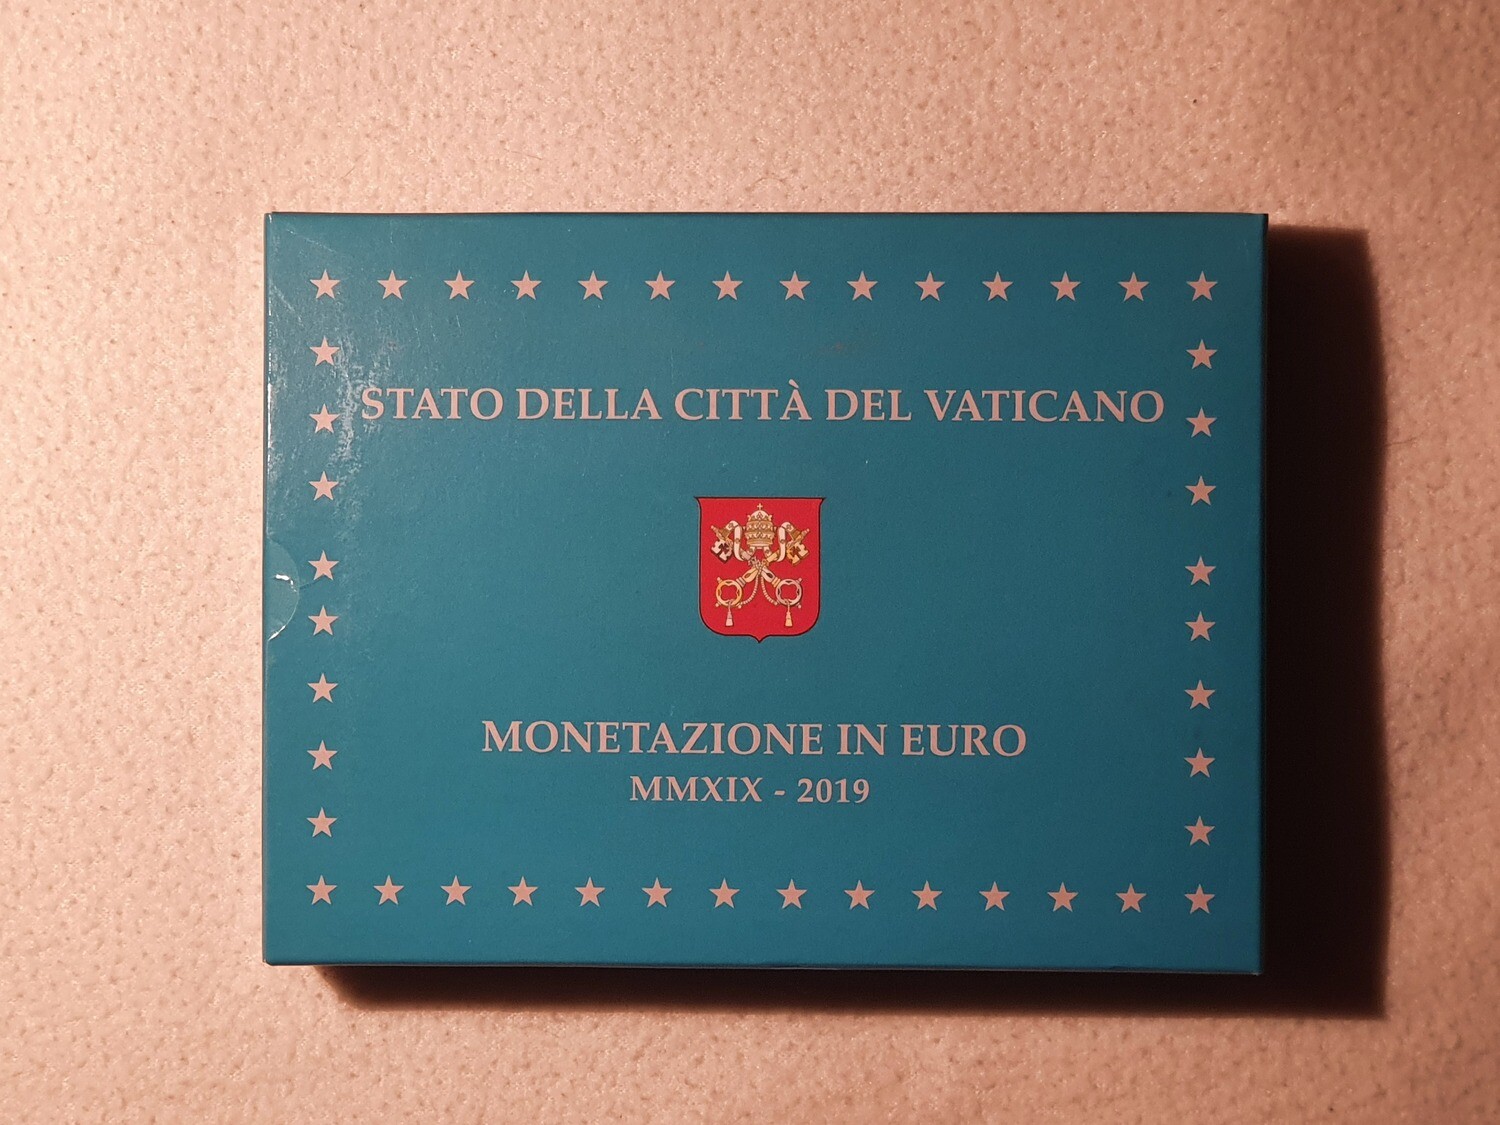 STATO DELLA CITTÀ DEL VATICANO
MONETAZIONE IN EURO
MMXIX - 2019